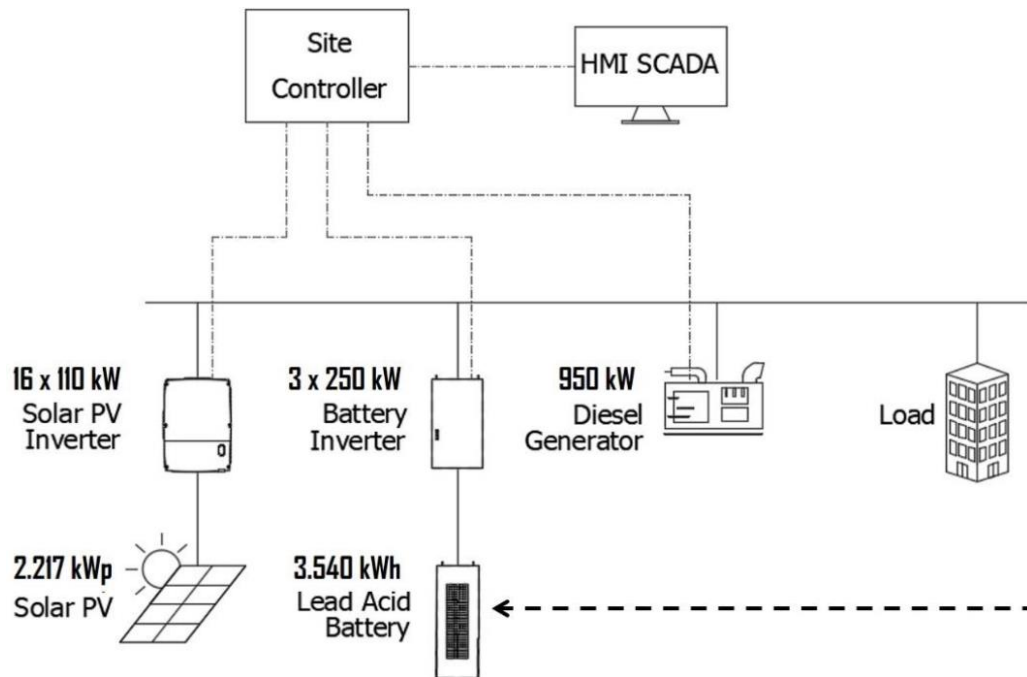 Site
Controller
HMI SCADA
16 x 110 kW
Solar PV
Inverter
3 x 250 kW
Battery
Inverter
950 kW
Diesel
Generator
Load
2.217 kWp
Solar PV
3.540 kWh
Lead Acid
Battery